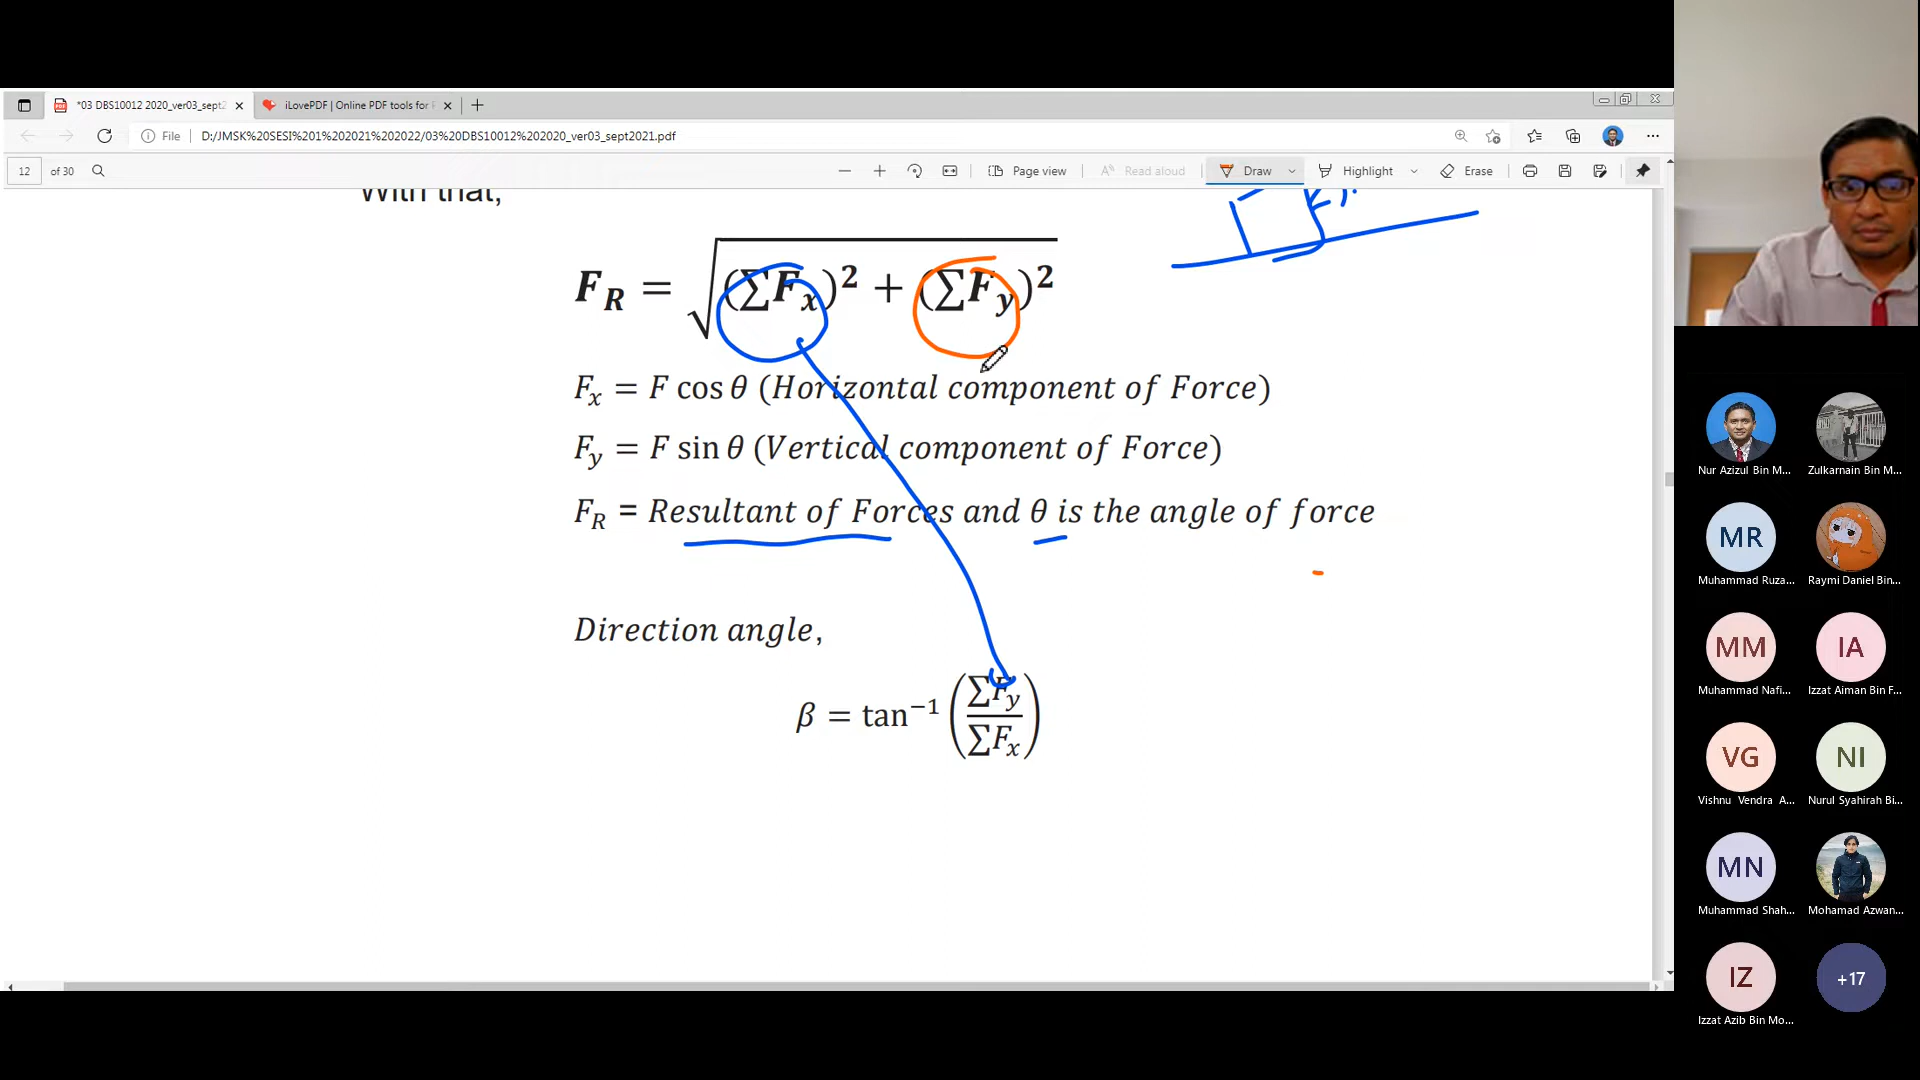 *03 DBS10012 2020_ver03_sept2
iLovePDF | Online PDF tools for
File
D:/JMSK%20SESI%201%202021%202022/03%20DBS10012%202020_ver03_sept2021.pdf
12 of 30
Page view
Read aloud
Draw
Highlight
Erase
With that,
F_R = √((∑F_x)² + (∑F_y)²)
F_x = F cos θ (Horizontal component of Force)
F_y = F sin θ (Vertical component of Force)
F_R = Resultant of Forces and θ is the angle of force
Direction angle,
β = tan⁻¹ (∑F_y / ∑F_x)
Nur Azizul Bin M...
Zulkarnain Bin M...
MR
Muhammad Ruza...
Raymi Daniel Bin...
MM
Muhammad Nafi...
IA
Izzat Aiman Bin F...
VG
Vishnu Vendra A...
NI
Nurul Syahirah Bi...
MN
Muhammad Shah...
Mohamad Azwan...
IZ
Izzat Azib Bin Mo...
+17